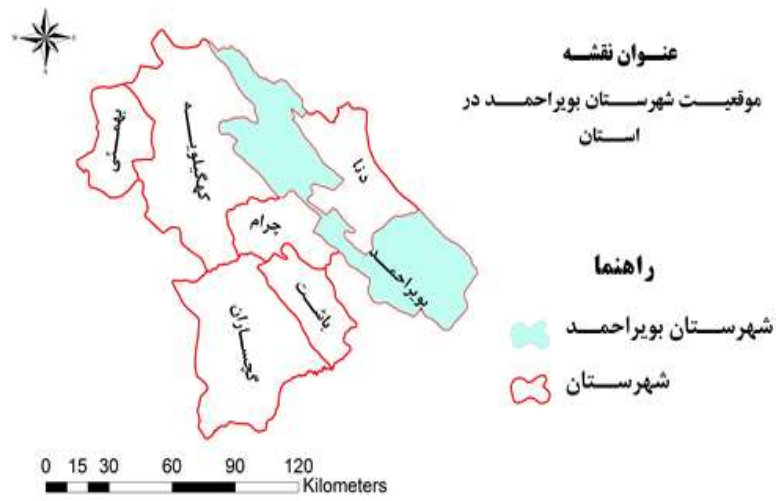 عنوان نقشه
موقعیت شهرستان بویراحمد در
استان
بهمئی
کهگیلویه
دنا
چرام
بویراحمد
باشت
گچساران
راهنما
شهرستان بویراحمد
شهرستان
0 15 30 60 90 120
Kilometers